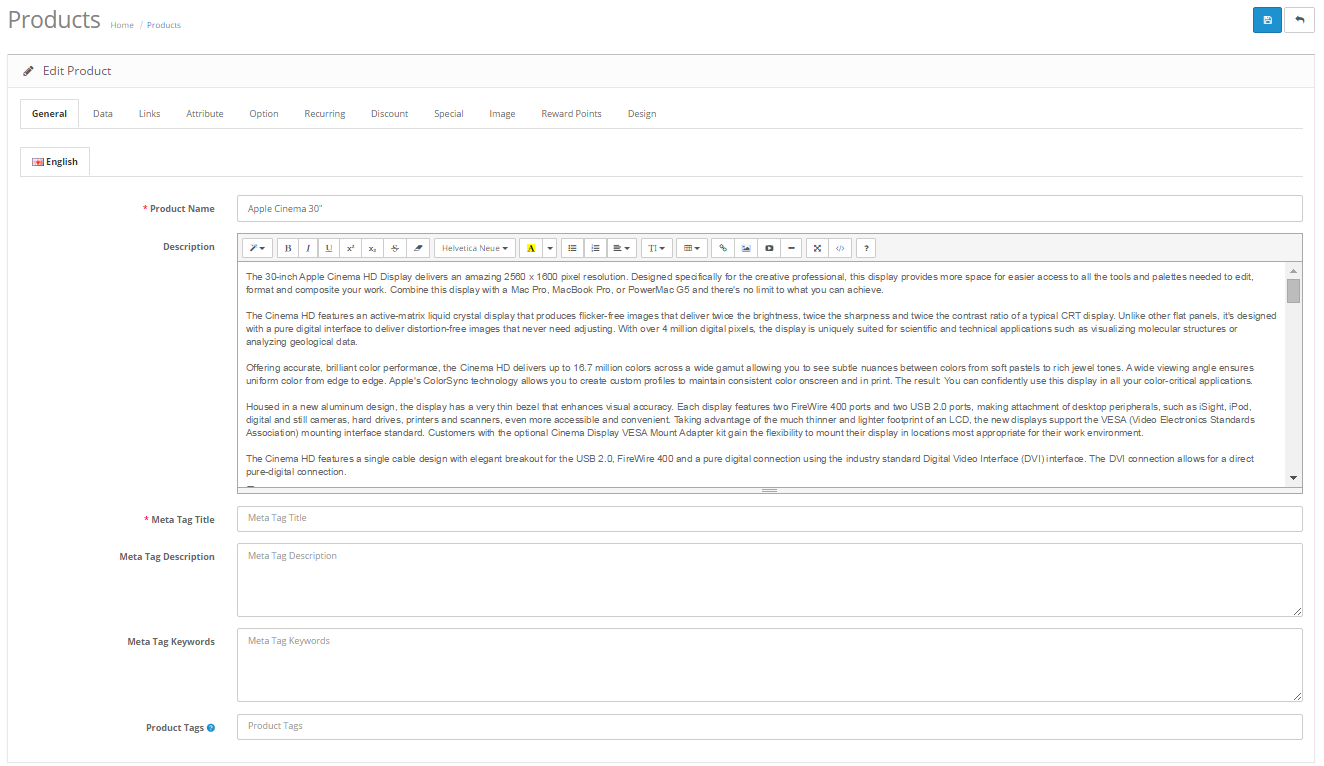 Products Home / Products
Edit Product
General Data Links Attribute Option Recurring Discount Special Image Reward Points Design
English
* Product Name Apple Cinema 30"
Description
B I U x² x₂ S Helvetica Neue A TI </> ?
The 30-inch Apple Cinema HD Display delivers an amazing 2560 x 1600 pixel resolution. Designed specifically for the creative professional, this display provides more space for easier access to all the tools and palettes needed to edit,
format and composite your work. Combine this display with a Mac Pro, MacBook Pro, or PowerMac G5 and there's no limit to what you can achieve.
The Cinema HD features an active-matrix liquid crystal display that produces flicker-free images that deliver twice the brightness, twice the sharpness and twice the contrast ratio of a typical CRT display. Unlike other flat panels, it's designed
with a pure digital interface to deliver distortion-free images that never need adjusting. With over 4 million digital pixels, the display is uniquely suited for scientific and technical applications such as visualizing molecular structures or
analyzing geological data.
Offering accurate, brilliant color performance, the Cinema HD delivers up to 16.7 million colors across a wide gamut allowing you to see subtle nuances between colors from soft pastels to rich jewel tones. A wide viewing angle ensures
uniform color from edge to edge. Apple's ColorSync technology allows you to create custom profiles to maintain consistent color onscreen and in print. The result: You can confidently use this display in all your color-critical applications.
Housed in a new aluminum design, the display has a very thin bezel that enhances visual accuracy. Each display features two FireWire 400 ports and two USB 2.0 ports, making attachment of desktop peripherals, such as iSight, iPod,
digital and still cameras, hard drives, printers and scanners, even more accessible and convenient. Taking advantage of the much thinner and lighter footprint of an LCD, the new displays support the VESA (Video Electronics Standards
Association) mounting interface standard. Customers with the optional Cinema Display VESA Mount Adapter kit gain the flexibility to mount their display in locations most appropriate for their work environment.
The Cinema HD features a single cable design with elegant breakout for the USB 2.0, FireWire 400 and a pure digital connection using the industry standard Digital Video Interface (DVI) interface. The DVI connection allows for a direct
pure-digital connection.
* Meta Tag Title Meta Tag Title
Meta Tag Description Meta Tag Description
Meta Tag Keywords Meta Tag Keywords
Product Tags ? Product Tags